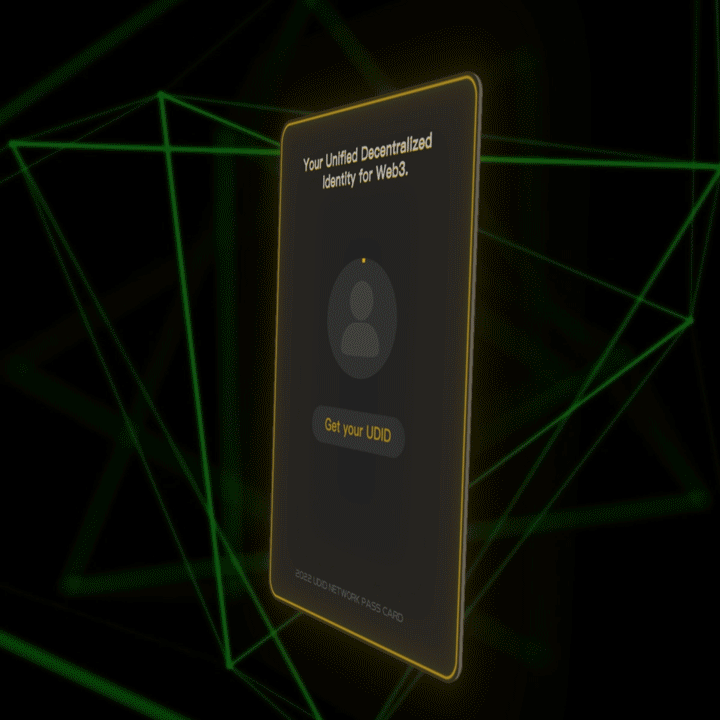 Your Unified Decentralized
Identity for Web3.
Get your UDID
2022 UDID NETWORK PASS CARD